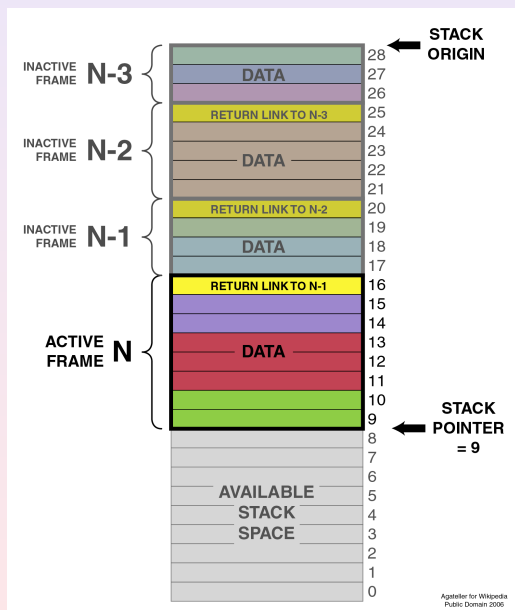 STACK
ORIGIN
INACTIVE
FRAME N-3
DATA
28
27
26
RETURN LINK TO N-3
25
INACTIVE
FRAME N-2
DATA
24
23
22
21
RETURN LINK TO N-2
20
INACTIVE
FRAME N-1
DATA
19
18
17
RETURN LINK TO N-1
16
ACTIVE
FRAME N
DATA
15
14
13
12
11
10
9
STACK
POINTER
= 9
AVAILABLE
STACK
SPACE
8
7
6
5
4
3
2
1
0
Agateller for Wikipedia
Public Domain 2006